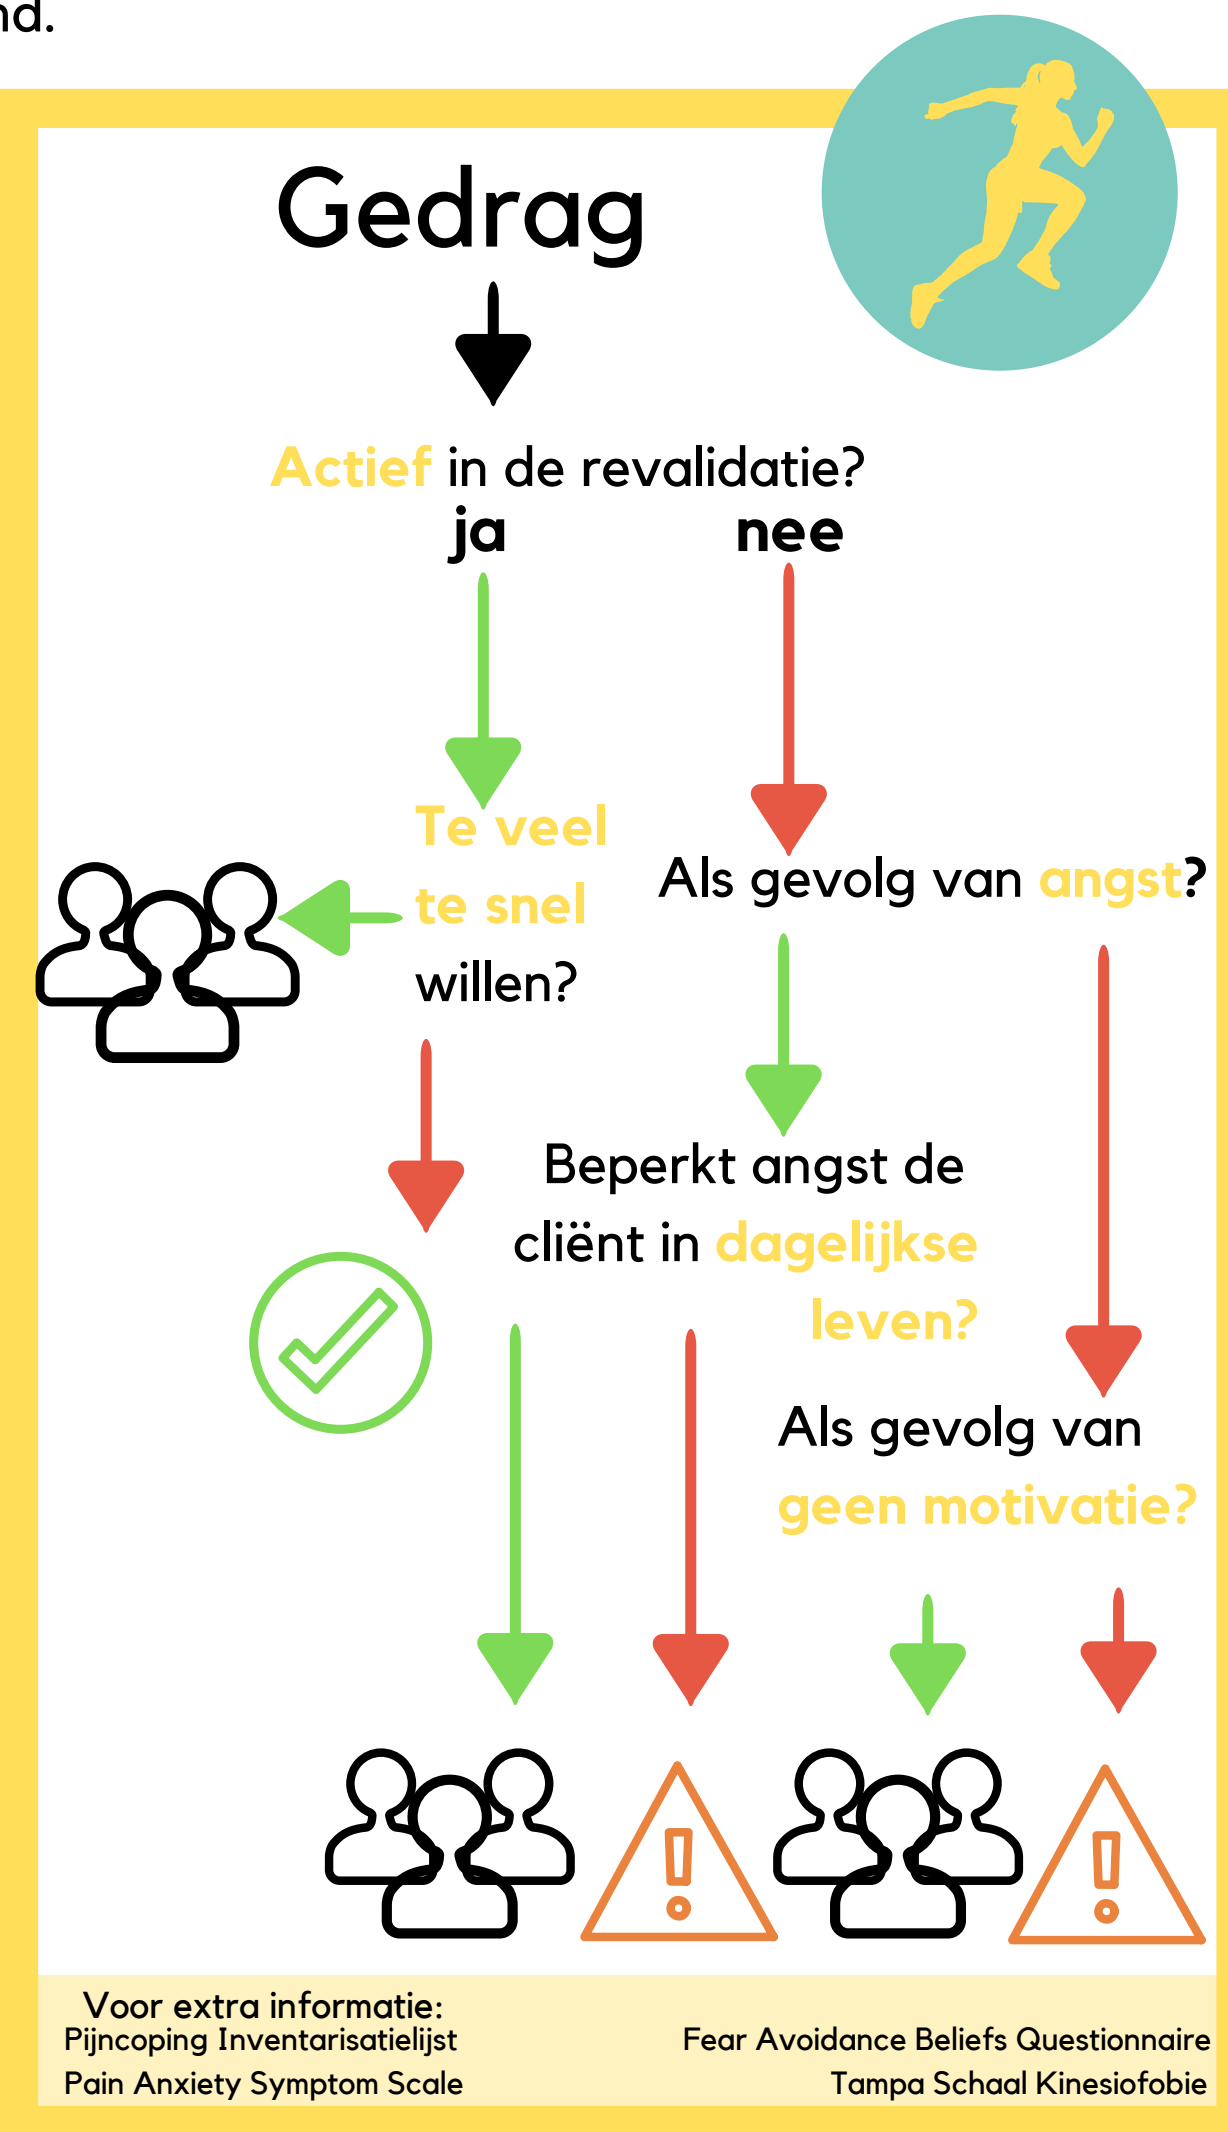 nd.
Gedrag
Actief in de revalidatie?
ja nee
Te veel
te snel
willen?
Als gevolg van angst?
Beperkt angst de
cliënt in dagelijkse
leven?
Als gevolg van
geen motivatie?
Voor extra informatie:
Pijncoping Inventarisatielijst
Pain Anxiety Symptom Scale
Fear Avoidance Beliefs Questionnaire
Tampa Schaal Kinesiofobie